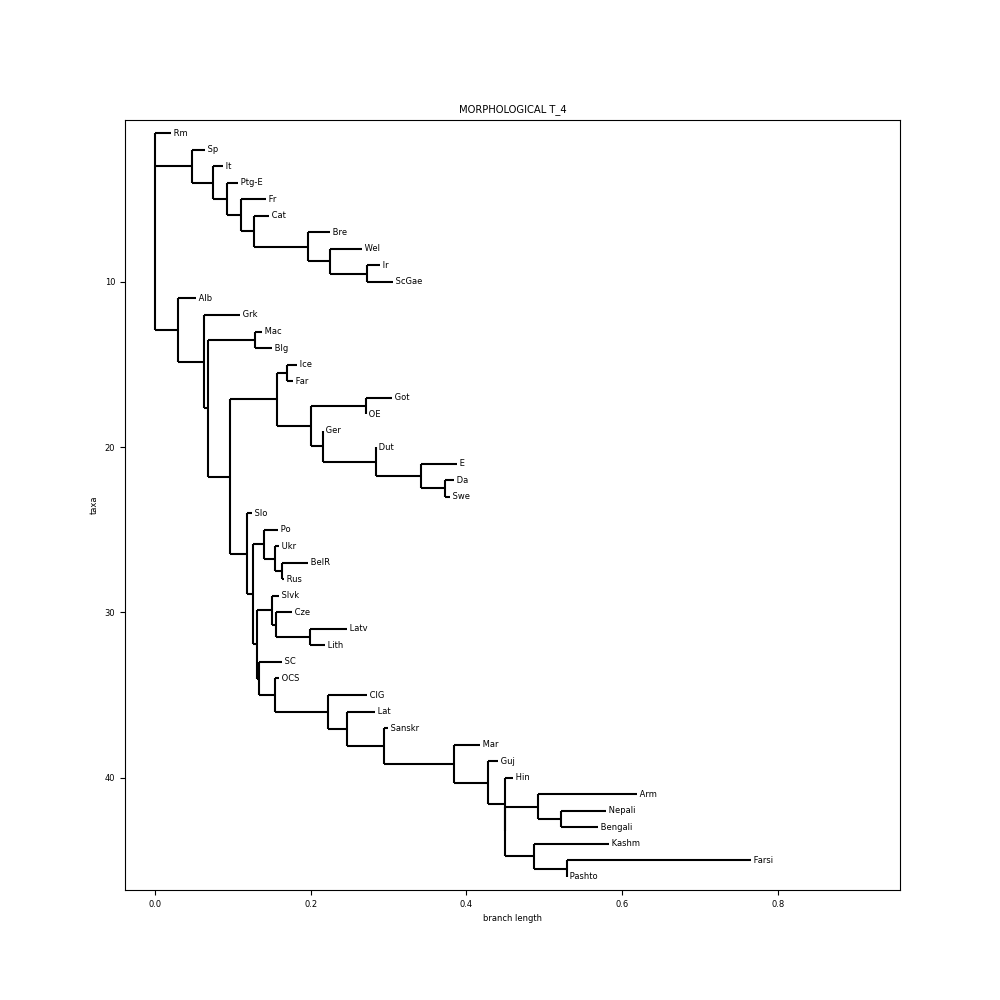 MORPHOLOGICAL T_4
Rm
Sp
It
Ptg-E
Fr
Cat
Bre
Wel
Ir
ScGae
10
Alb
Grk
Mac
Blg
Ice
Far
Got
OE
Ger
20
Dut
E
Da
Swe
taxa
Slo
Po
Ukr
BelR
Rus
Slvk
30
Cze
Latv
Lith
SC
OCS
ClG
Lat
Sanskr
Mar
Guj
40
Hin
Arm
Nepali
Bengali
Kashm
Farsi
Pashto
0.0 0.2 0.4 0.6 0.8
branch length